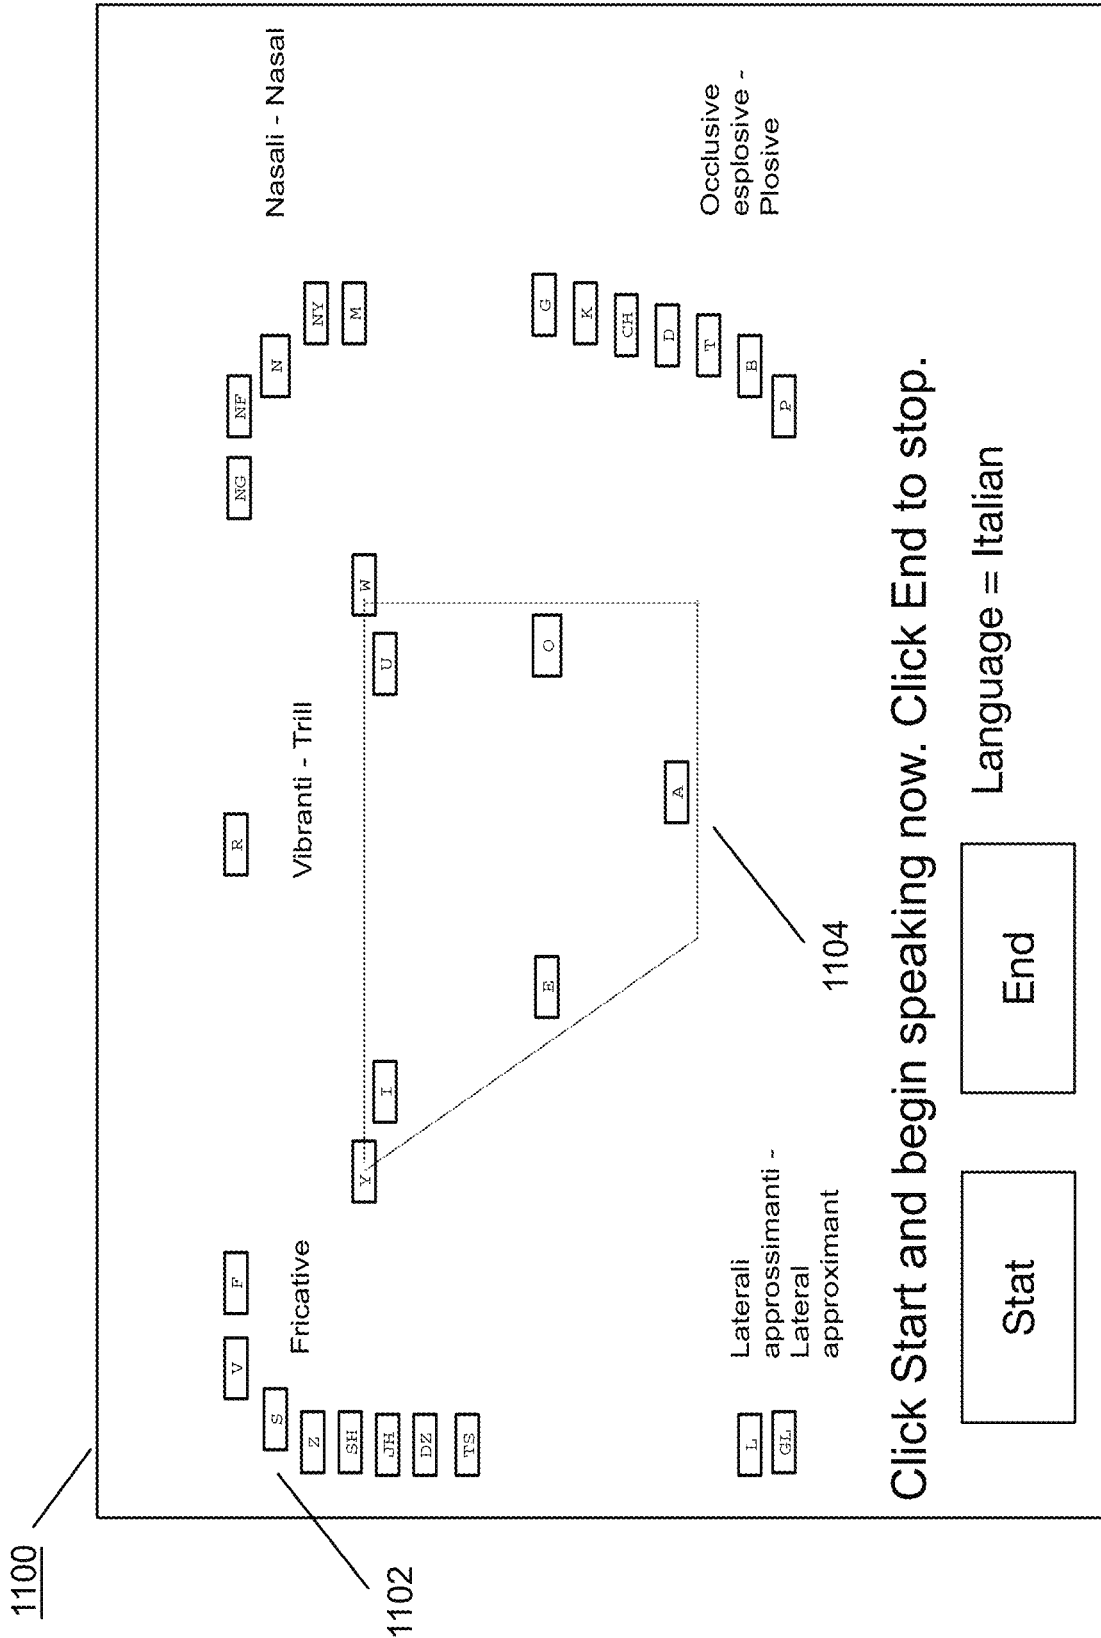 1100
V
F
R
NG
NF
S
N
Nasali - Nasal
Z
Fricative
Vibranti - Trill
NY
SH
Y
W
M
JH
I
U
1102
DZ
TS
E
O
G
K
CH
D
A
T
B
P
Occlusive
esplosive -
Plosive
L
GL
Laterali
approssimanti -
Lateral
approximant
1104
Click Start and begin speaking now. Click End to stop.
Stat
End
Language = Italian